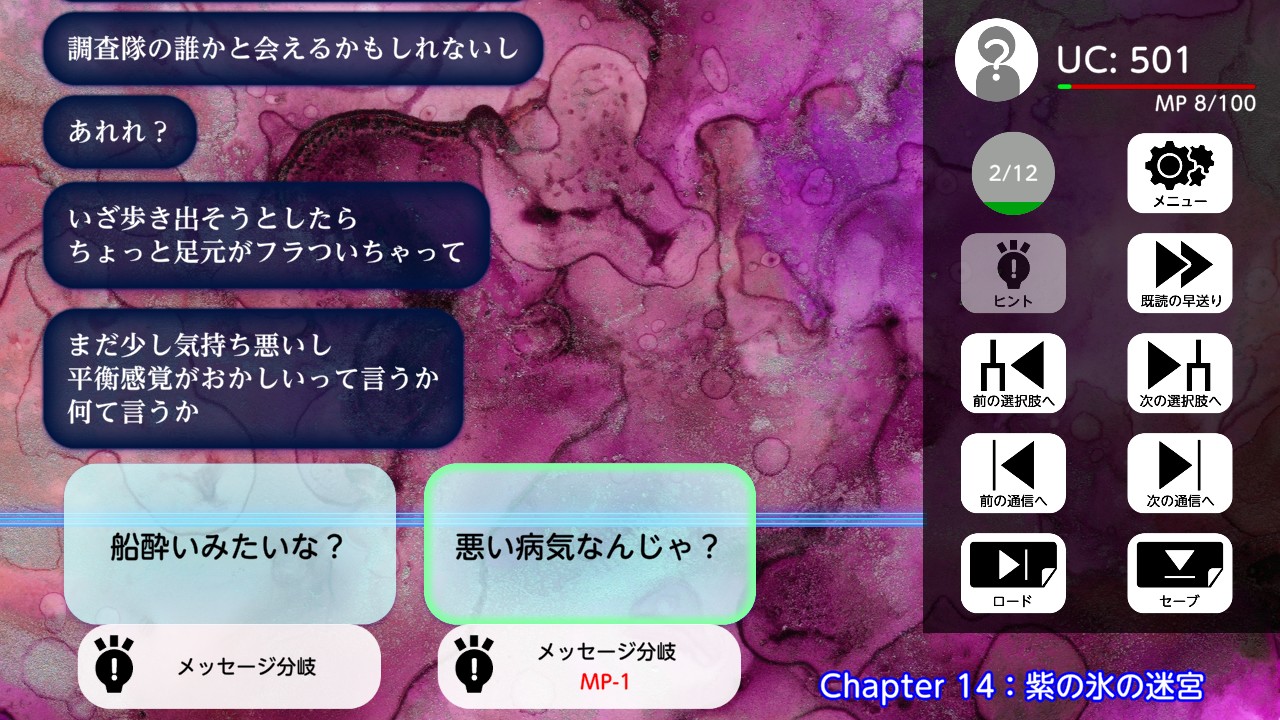 調査隊の誰かと会えるかもしれないし
あれれ？
いざ歩き出そうとしたら
ちょっと足元がフラついちゃって
まだ少し気持ち悪いし
平衡感覚がおかしいって言うか
何て言うか
船酔いみたいな？
悪い病気なんじゃ？
メッセージ分岐
メッセージ分岐
MP-1
UC: 501
MP 8/100
2/12
メニュー
ヒント
既読の早送り
前の選択肢へ
次の選択肢へ
前の通信へ
次の通信へ
ロード
セーブ
Chapter 14：紫の氷の迷宮